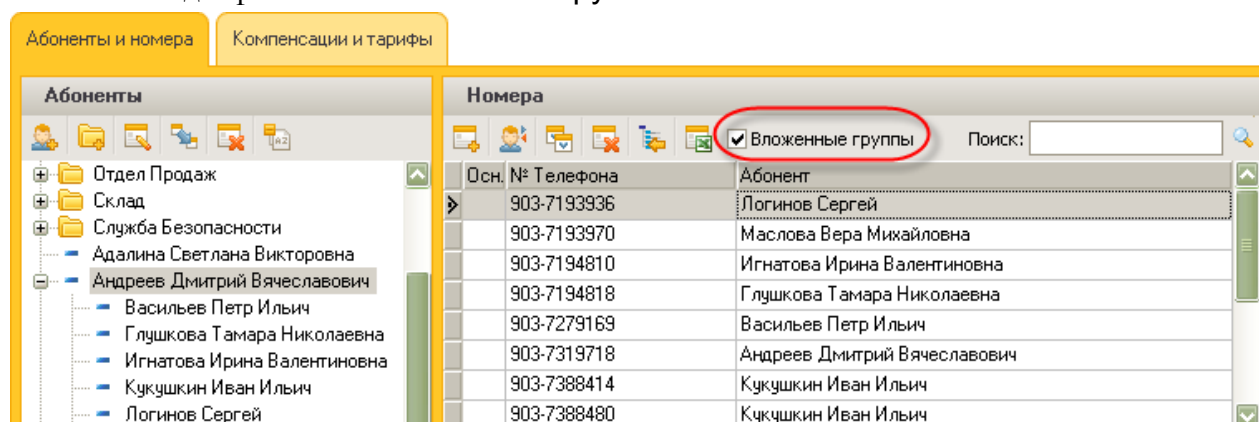 Абоненты и номера
Компенсации и тарифы
Абоненты
Номера
Вложенные группы
Поиск:
Отдел Продаж
Склад
Служба Безопасности
Адалина Светлана Викторовна
Андреев Дмитрий Вячеславович
Васильев Петр Ильич
Глушкова Тамара Николаевна
Игнатова Ирина Валентиновна
Кукушкин Иван Ильич
Логинов Сергей
Осн. № Телефона Абонент
903-7193936 Логинов Сергей
903-7193970 Маслова Вера Михайловна
903-7194810 Игнатова Ирина Валентиновна
903-7194818 Глушкова Тамара Николаевна
903-7279169 Васильев Петр Ильич
903-7319718 Андреев Дмитрий Вячеславович
903-7388414 Кукушкин Иван Ильич
903-7388480 Кукушкин Иван Ильич